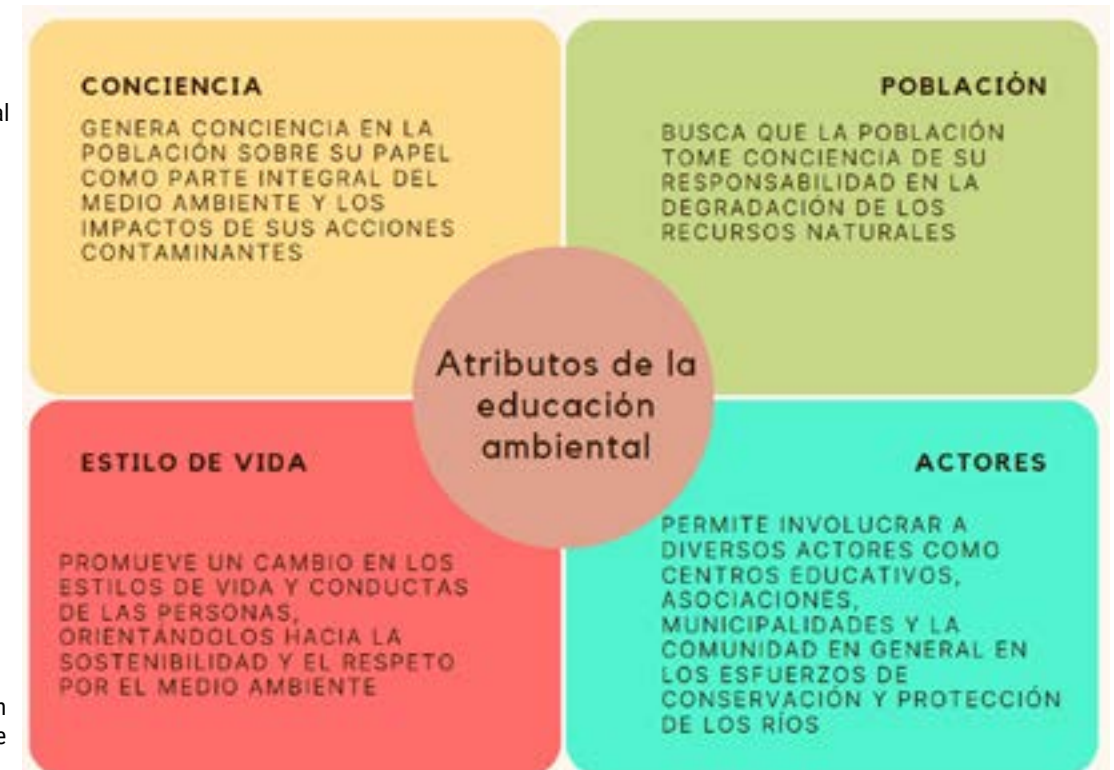 al
CONCIENCIA
GENERA CONCIENCIA EN LA
POBLACIÓN SOBRE SU PAPEL
COMO PARTE INTEGRAL DEL
MEDIO AMBIENTE Y LOS
IMPACTOS DE SUS ACCIONES
CONTAMINANTES
POBLACIÓN
BUSCA QUE LA POBLACIÓN
TOME CONCIENCIA DE SU
RESPONSABILIDAD EN LA
DEGRADACIÓN DE LOS
RECURSOS NATURALES
Atributos de la
educación
ambiental
ESTILO DE VIDA
PROMUEVE UN CAMBIO EN LOS
ESTILOS DE VIDA Y CONDUCTAS
DE LAS PERSONAS,
ORIENTÁNDOLOS HACIA LA
SOSTENIBILIDAD Y EL RESPETO
POR EL MEDIO AMBIENTE
ACTORES
PERMITE INVOLUCRAR A
DIVERSOS ACTORES COMO
CENTROS EDUCATIVOS,
ASOCIACIONES,
MUNICIPALIDADES Y LA
COMUNIDAD EN GENERAL EN
LOS ESFUERZOS DE
CONSERVACIÓN Y PROTECCIÓN
DE LOS RÍOS